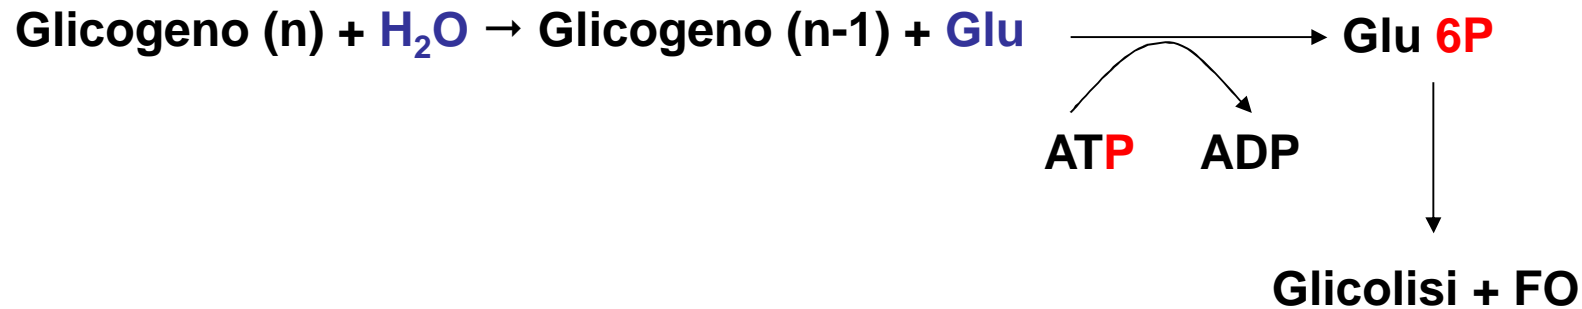 Glicogeno (n) + H₂O → Glicogeno (n-1) + Glu → Glu 6P
ATP ADP
Glicolisi + FO